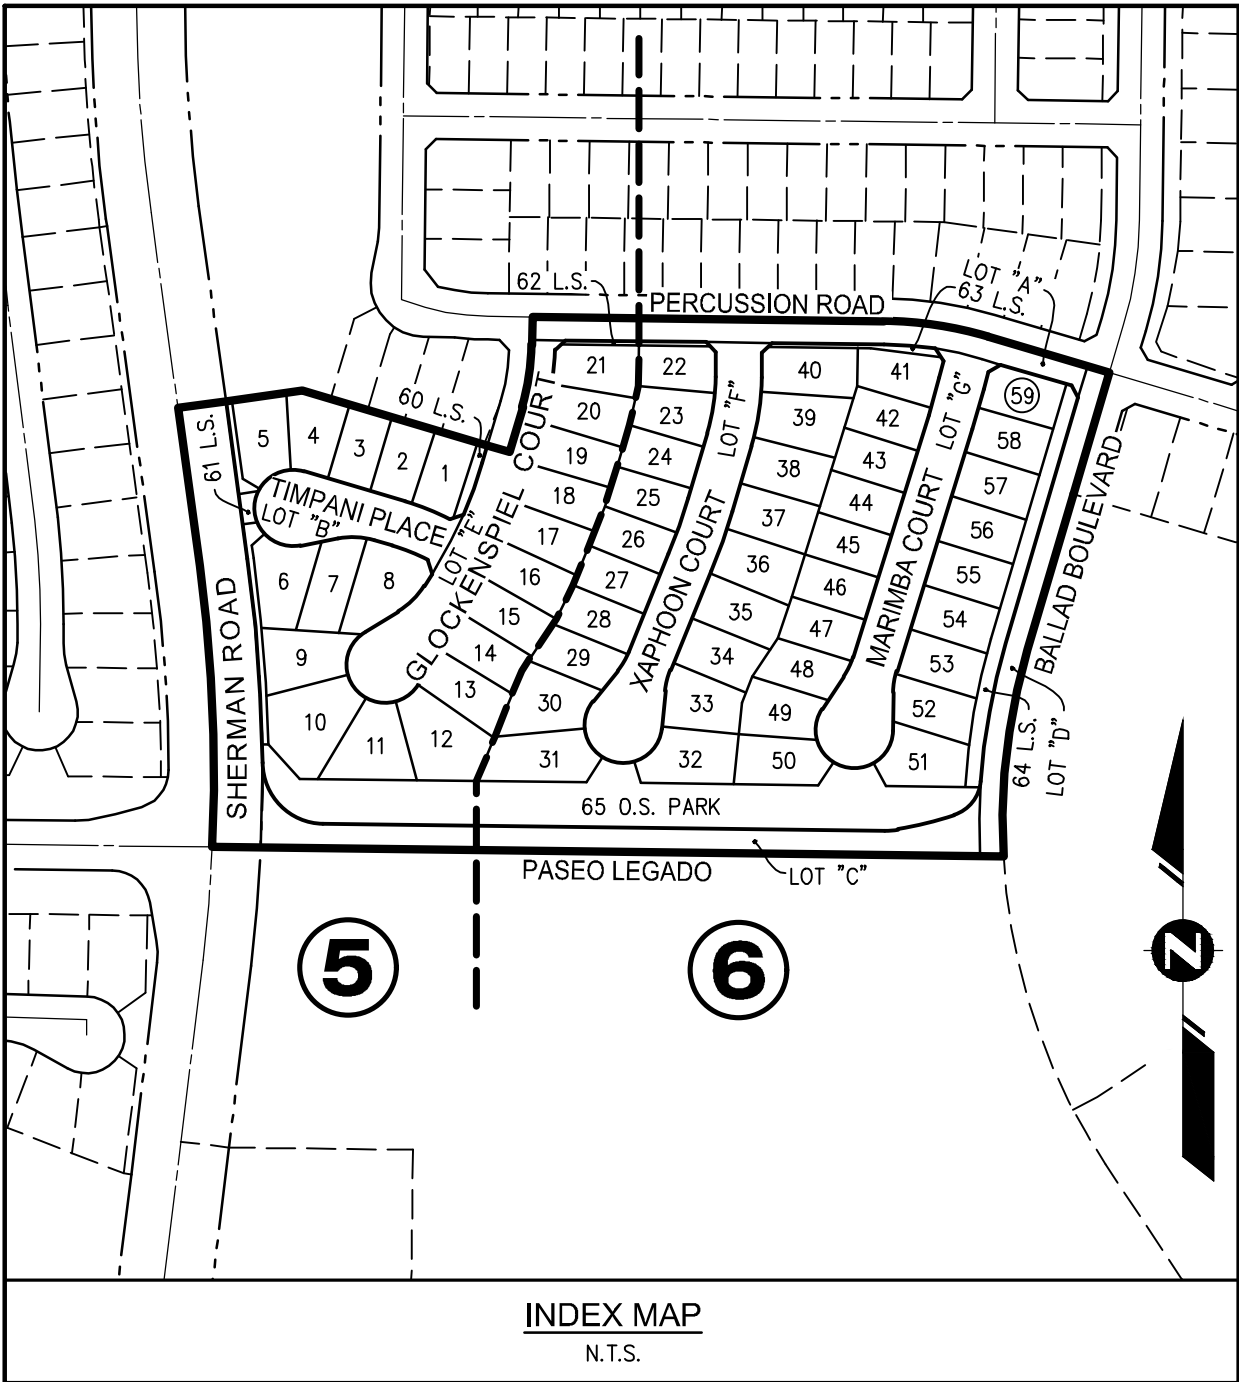 62 L.S.
PERCUSSION ROAD
LOT "A"
63 L.S.
21
22
40
41
59
20
23
39
42
58
LOT "F"
LOT "G"
60 L.S.
61 L.S.
5
4
3
2
1
19
24
38
43
57
18
25
37
44
56
TIMPANI PLACE
LOT "B"
LOT "E"
GLOCKENSPIEL COURT
17
26
36
45
55
XAPHOON COURT
MARIMBA COURT
BALLAD BOULEVARD
6
7
8
16
27
35
46
54
15
28
34
47
53
SHERMAN ROAD
9
14
29
33
48
52
10
13
30
49
11
12
31
32
50
51
64 L.S.
LOT "D"
65 O.S. PARK
PASEO LEGADO
LOT "C"
5
6
N
INDEX MAP
N.T.S.